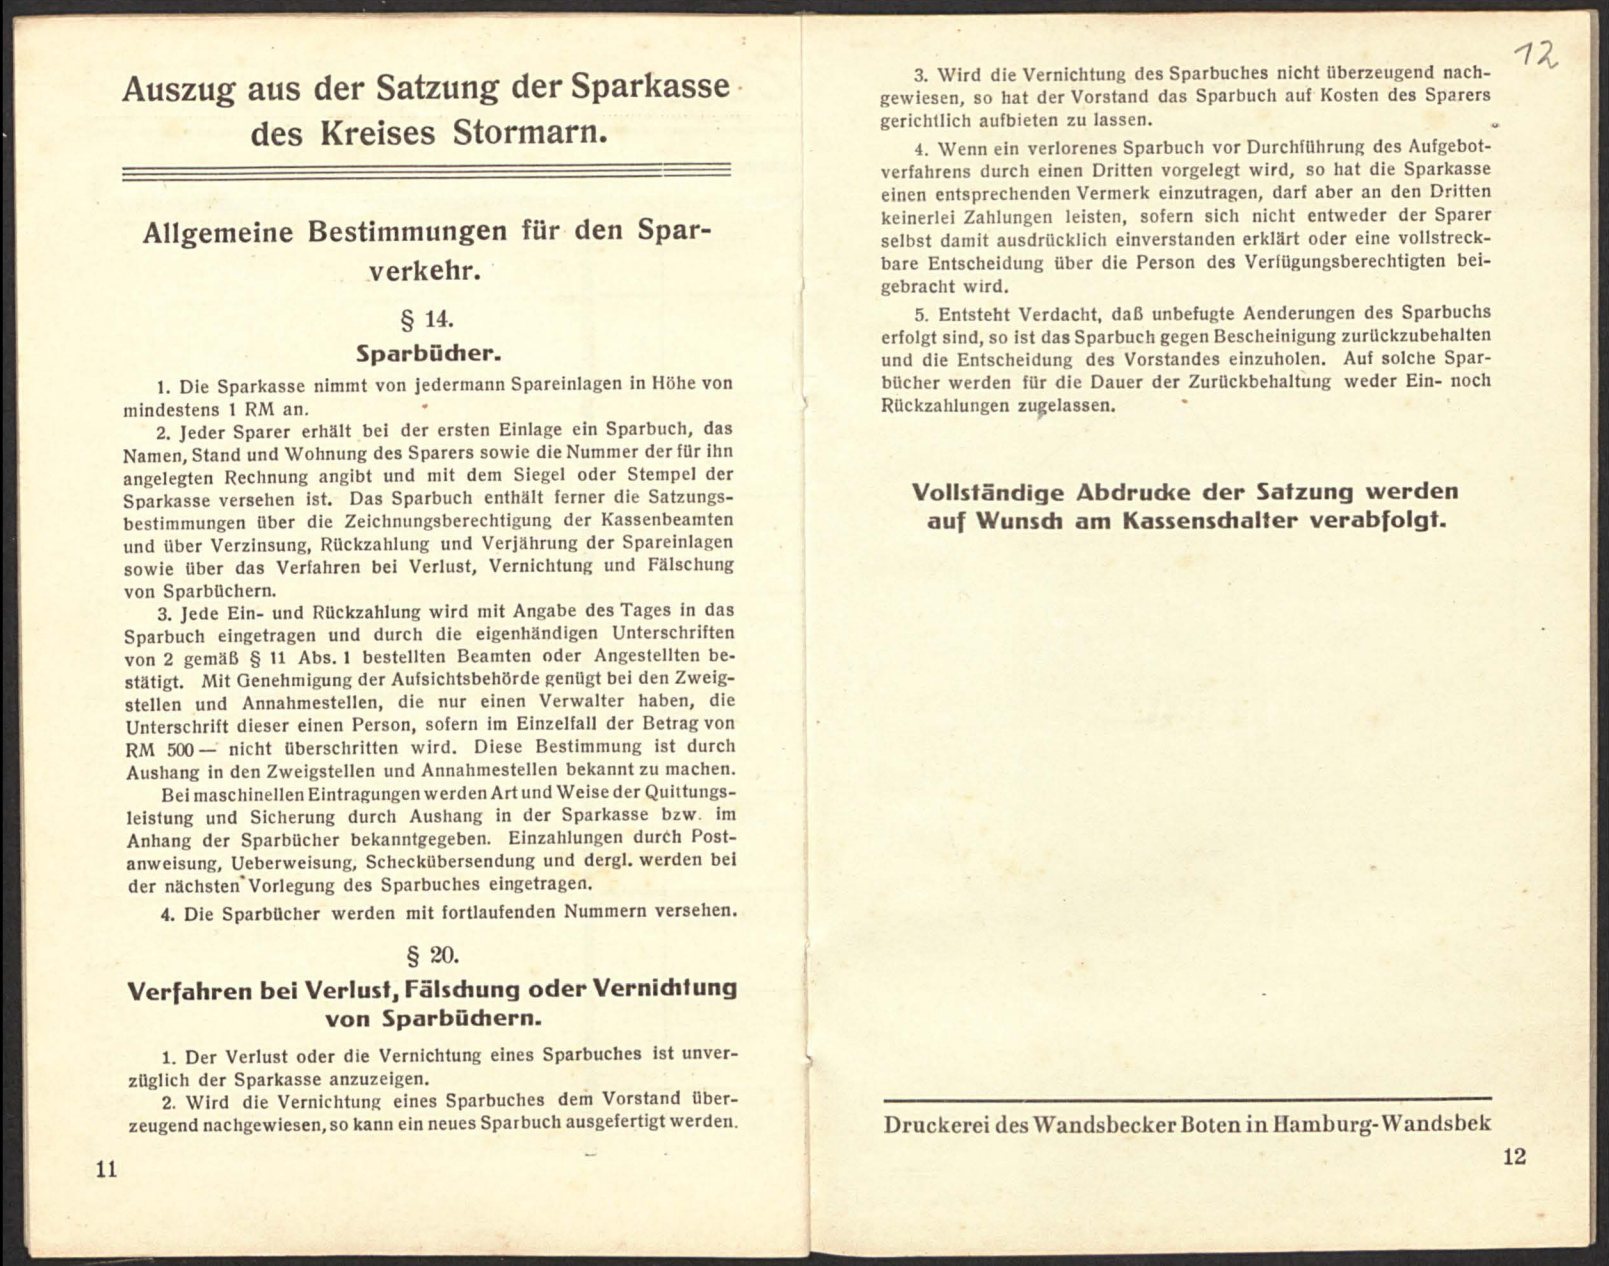 Auszug aus der Satzung der Sparkasse
des Kreises Stormarn.
Allgemeine Bestimmungen für den Spar-
verkehr.
§ 14.
Sparbücher.
1. Die Sparkasse nimmt von jedermann Spareinlagen in Höhe von
mindestens 1 RM an.
2. Jeder Sparer erhält bei der ersten Einlage ein Sparbuch, das
Namen, Stand und Wohnung des Sparers sowie die Nummer der für ihn
angelegten Rechnung angibt und mit dem Siegel oder Stempel der
Sparkasse versehen ist. Das Sparbuch enthält ferner die Satzungs-
bestimmungen über die Zeichnungsberechtigung der Kassenbeamten
und über Verzinsung, Rückzahlung und Verjährung der Spareinlagen
sowie über das Verfahren bei Verlust, Vernichtung und Fälschung
von Sparbüchern.
3. Jede Ein- und Rückzahlung wird mit Angabe des Tages in das
Sparbuch eingetragen und durch die eigenhändigen Unterschriften
von 2 gemäß § 11 Abs. 1 bestellten Beamten oder Angestellten be-
stätigt. Mit Genehmigung der Aufsichtsbehörde genügt bei den Zweig-
stellen und Annahmestellen, die nur einen Verwalter haben, die
Unterschrift dieser einen Person, sofern im Einzelfall der Betrag von
RM 500 — nicht überschritten wird. Diese Bestimmung ist durch
Aushang in den Zweigstellen und Annahmestellen bekannt zu machen.
Bei maschinellen Eintragungen werden Art und Weise der Quittungs-
leistung und Sicherung durch Aushang in der Sparkasse bzw. im
Anhang der Sparbücher bekanntgegeben. Einzahlungen durch Post-
anweisung, Ueberweisung, Schecküberseendung und dergl. werden bei
der nächsten Vorlegung des Sparbuches eingetragen.
4. Die Sparbücher werden mit fortlaufenden Nummern versehen.
§ 20.
Verfahren bei Verlust, Fälschung oder Vernichtung
von Sparbüchern.
1. Der Verlust oder die Vernichtung eines Sparbuches ist unver-
züglich der Sparkasse anzuzeigen.
2. Wird die Vernichtung eines Sparbuches dem Vorstand über-
zeugend nachgewiesen, so kann ein neues Sparbuch ausgefertigt werden.
11
12
3. Wird die Vernichtung des Sparbuches nicht überzeugend nach-
gewiesen, so hat der Vorstand das Sparbuch auf Kosten des Sparers
gerichtlich aufbieten zu lassen.
4. Wenn ein verlorenes Sparbuch vor Durchführung des Aufgebot-
verfahrens durch einen Dritten vorgelegt wird, so hat die Sparkasse
einen entsprechenden Vermerk einzutragen, darf aber an den Dritten
keinerlei Zahlungen leisten, sofern sich nicht entweder der Sparer
selbst damit ausdrücklich einverstanden erklärt oder eine vollstreck-
bare Entscheidung über die Person des Verfügungsberechtigten bei-
gebracht wird.
5. Entsteht Verdacht, daß unbefugte Aenderungen des Sparbuchs
erfolgt sind, so ist das Sparbuch gegen Bescheinigung zurückzubehalten
und die Entscheidung des Vorstandes einzuholen. Auf solche Spar-
bücher werden für die Dauer der Zurückbehaltung weder Ein- noch
Rückzahlungen zugelassen.
Vollständige Abdrucke der Satzung werden
auf Wunsch am Kassenschalter verabfolgt.
Druckerei des Wandsbecker Boten in Hamburg-Wandsbek
12